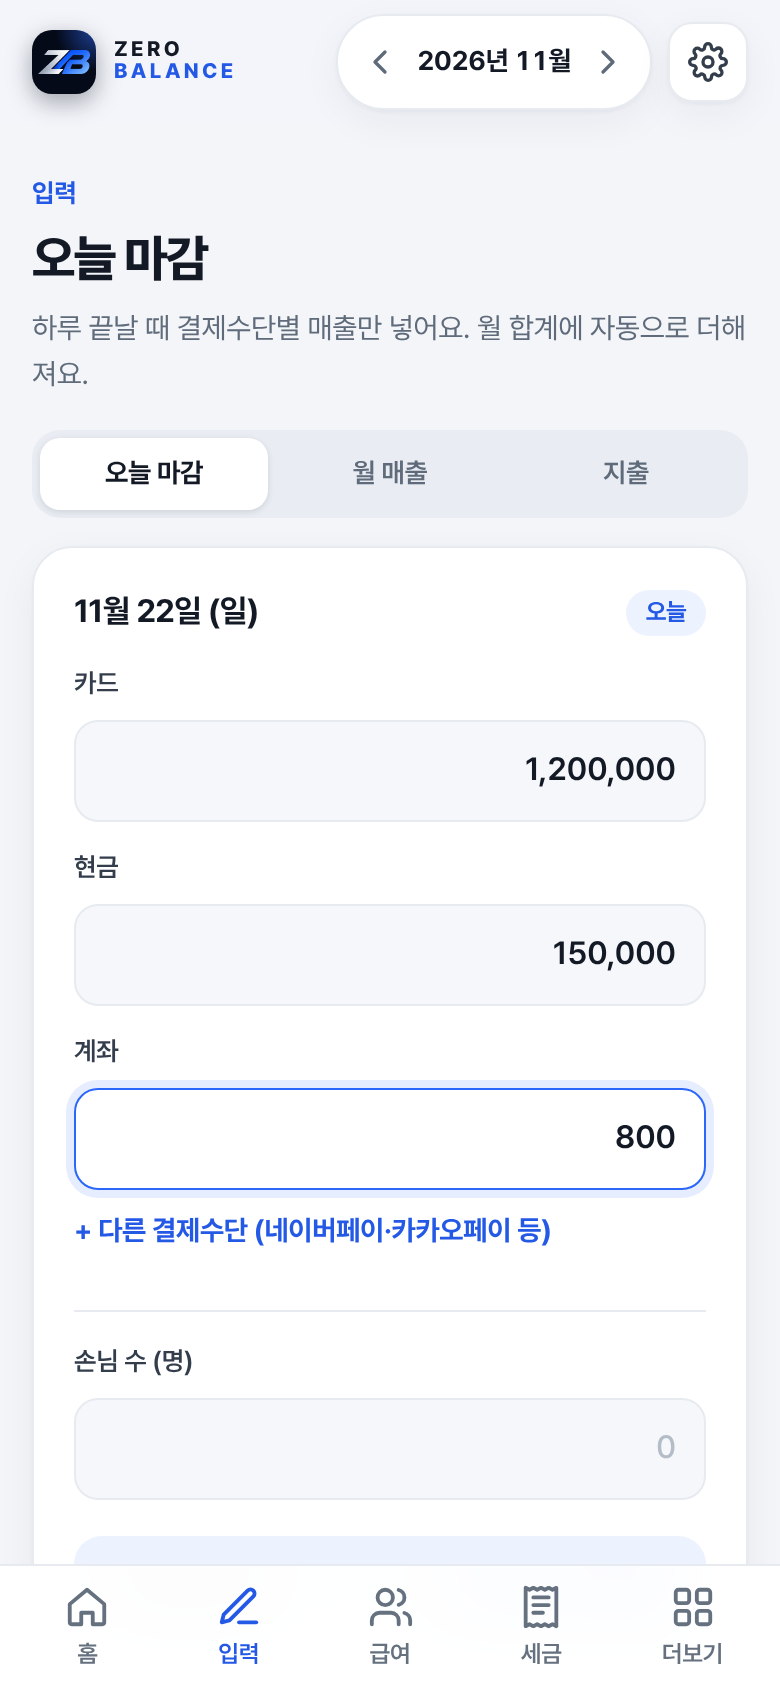 ZB
ZERO
BALANCE
2026년 11월
입력
오늘 마감
하루 끝날 때 결제수단별 매출만 넣어요. 월 합계에 자동으로 더해
져요.
오늘 마감
월 매출
지출
11월 22일 (일)
오늘
카드
1,200,000
현금
150,000
계좌
800
+ 다른 결제수단 (네이버페이·카카오페이 등)
손님 수 (명)
0
홈
입력
급여
세금
더보기